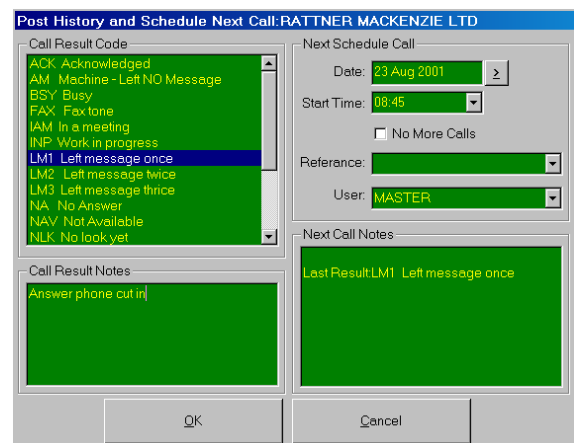 Post History and Schedule Next Call:RATTNER MACKENZIE LTD
Call Result Code
ACK Acknowledged
AM Machine - Left NO Message
BSY Busy
FAX Fax tone
IAM In a meeting
INP Work in progress
LM1 Left message once
LM2 Left message twice
LM3 Left message thrice
NA No Answer
NAV Not Available
NLK No look yet
Call Result Notes
Answer phone cut in
Next Schedule Call
Date: 23 Aug 2001 >
Start Time: 08:45
No More Calls
Referance:
User: MASTER
Next Call Notes
Last Result:LM1 Left message once
OK
Cancel